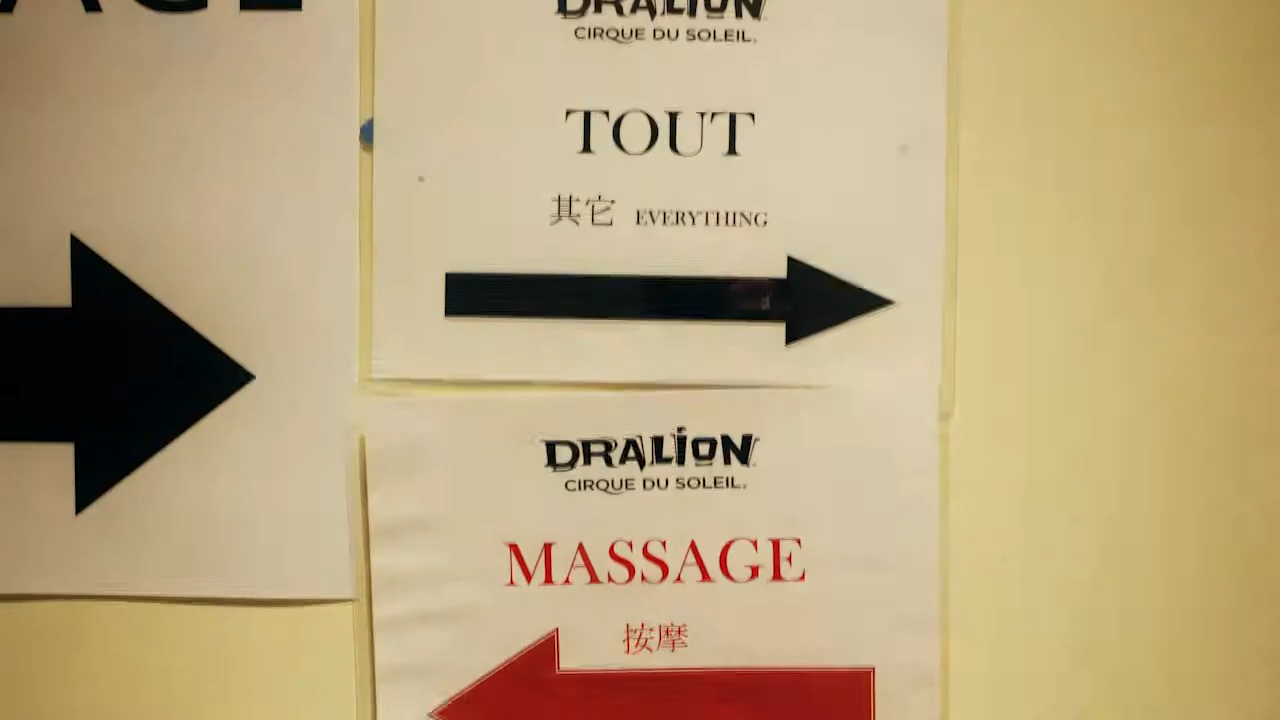 DRALION
CIRQUE DU SOLEIL.
TOUT
其它 EVERYTHING
DRALION
CIRQUE DU SOLEIL.
MASSAGE
按摩